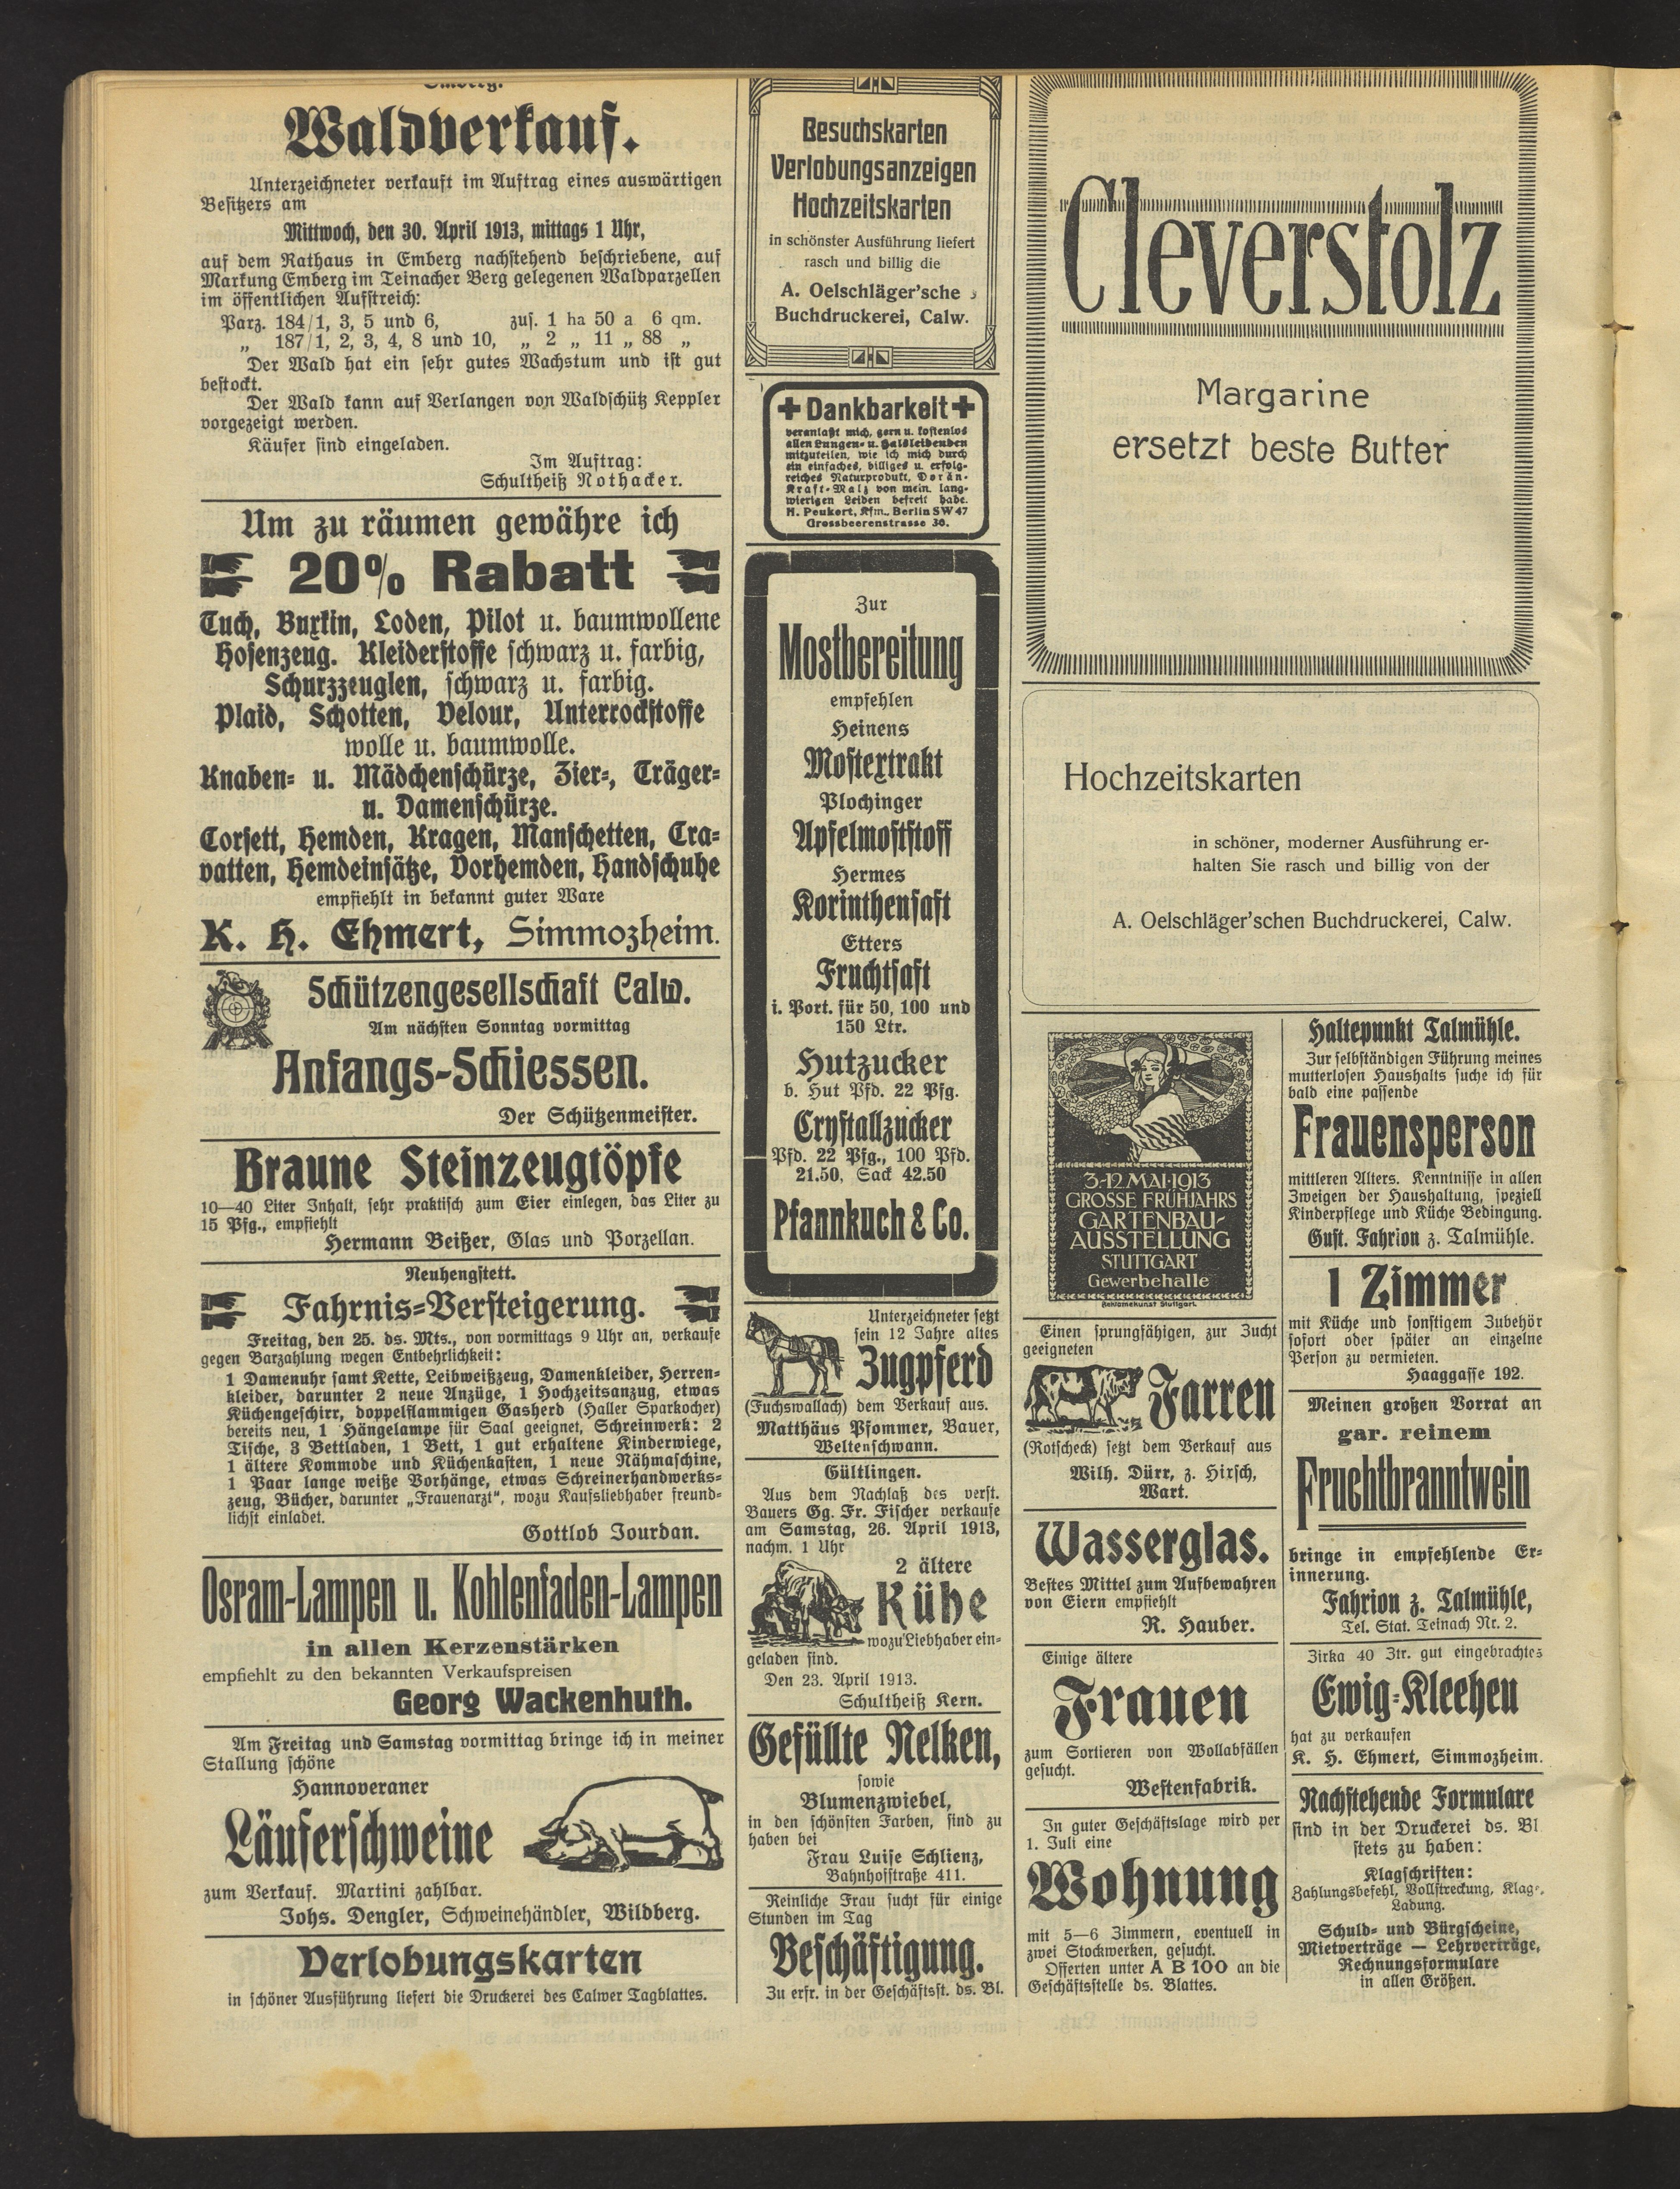 Emberg.
Waldverkauf.
Unterzeichneter verkauft im Auftrag eines auswärtigen
Besitzers am
Mittwoch, den 30. April 1913, mittags 1 Uhr,
auf dem Rathaus in Emberg nachstehend beschriebene, auf
Markung Emberg im Teinacher Berg gelegenen Waldparzellen
im öffentlichen Aufstreich:
Parz. 184/1, 3, 5 und 6, zus. 1 ha 50 a 6 qm.
„ 187/1, 2, 3, 4, 8 und 10, „ 2 „ 11 „ 88 „
Der Wald hat ein sehr gutes Wachstum und ist gut
bestockt.
Der Wald kann auf Verlangen von Waldschütz Keppler
vorgezeigt werden.
Käufer sind eingeladen.
Im Auftrag:
Schultheiß Nothacker.
Um zu räumen gewähre ich
20% Rabatt
Tuch, Buxkin, Loden, Pilot u. baumwollene
Hosenzeug. Kleiderstoffe schwarz u. farbig,
Schurzzeuglen, schwarz u. farbig.
Plaid, Schotten, Velour, Unterrockstoffe
wolle u. baumwolle.
Knaben- u. Mädchenschürze, Zier-, Träger-
u. Damenschürze.
Corsett, Hemden, Kragen, Manschetten, Cra-
vatten, Hemdeinsätze, Vorhemden, Handschuhe
empfiehlt in bekannt guter Ware
K. H. Ehmert, Simmozheim.
Schützengesellschaft Calw.
Am nächsten Sonntag vormittag
Anfangs-Schiessen.
Der Schützenmeister.
Braune Steinzeugtöpfe
10—40 Liter Inhalt, sehr praktisch zum Eier einlegen, das Liter zu
15 Pfg., empfiehlt
Hermann Beißer, Glas und Porzellan.
Neuhengstett.
Fahrnis-Versteigerung.
Freitag, den 25. ds. Mts., von vormittags 9 Uhr an, verkaufe
gegen Barzahlung wegen Entbehrlichkeit:
1 Damenuhr samt Kette, Leibweißzeug, Damenkleider, Herren-
kleider, darunter 2 neue Anzüge, 1 Hochzeitsanzug, etwas
Küchengeschirr, doppelflammigen Gasherd (Haller Sparkocher)
bereits neu, 1 Hängelampe für Saal geeignet, Schreinwerk: 2
Tische, 3 Bettladen, 1 Bett, 1 gut erhaltene Kinderwiege,
1 ältere Kommode und Küchenkasten, 1 neue Nähmaschine,
1 Paar lange weiße Vorhänge, etwas Schreinerhandwerks-
zeug, Bücher, darunter „Frauenarzt“, wozu Kaufsliebhaber freund-
lichst einladet.
Gottlob Jourdan.
Osram-Lampen u. Kohlenfaden-Lampen
in allen Kerzenstärken
empfiehlt zu den bekannten Verkaufspreisen
Georg Wackenhuth.
Am Freitag und Samstag vormittag bringe ich in meiner
Stallung schöne
Hannoveraner
Läuferschweine
zum Verkauf. Martini zahlbar.
Johs. Dengler, Schweinehändler, Wildberg.
Verlobungskarten
in schöner Ausführung liefert die Druckerei des Calwer Tagblattes.
Besuchskarten
Verlobungsanzeigen
Hochzeitskarten
in schönster Ausführung liefert
rasch und billig die
A. Oelschläger'sche
Buchdruckerei, Calw.
+ Dankbarkeit +
veranlaßt mich, gern u. kostenlos
allen Lungen- u. Halsleidenden
mitzuteilen, wie ich mich durch
ein einfaches, billiges u. erfolg-
reiches Naturprodukt, Dorän-
Kraft-Malz von mein. lang-
wierigen Leiden befreit habe.
H. Peukert, Kfm., Berlin SW 47
Grossbeerenstrasse 36.
Zur
Mostbereitung
empfehlen
Heinens
Mostextrakt
Plochinger
Apfelmoststoff
Hermes
Korinthensaft
Etters
Fruchtsaft
i. Port. für 50, 100 und
150 Ltr.
Hutzucker
b. Hut Pfd. 22 Pfg.
Crystallzucker
Pfd. 22 Pfg., 100 Pfd.
21.50, Sack 42.50
Pfannkuch & Co.
Unterzeichneter setzt
sein 12 Jahre altes
Zugpferd
(Fuchswallach) dem Verkauf aus.
Matthäus Pfommer, Bauer,
Weltenschwann.
Gültlingen.
Aus dem Nachlaß des verst.
Bauers Gg. Fr. Fischer verkaufe
am Samstag, 26. April 1913,
nachm. 1 Uhr
2 ältere
Kühe
wozu Liebhaber ein-
geladen sind.
Den 23. April 1913.
Schultheiß Kern.
Gefüllte Nelken,
sowie
Blumenzwiebel,
in den schönsten Farben, sind zu
haben bei
Frau Luise Schlienz,
Bahnhofstraße 411.
Reinliche Frau sucht für einige
Stunden im Tag
Beschäftigung.
Zu erfr. in der Geschäftsst. ds. Bl.
Cleverstolz
Margarine
ersetzt beste Butter
Hochzeitskarten
in schöner, moderner Ausführung er-
halten Sie rasch und billig von der
A. Oelschläger'schen Buchdruckerei, Calw.
3-12 MAI·1913
GROSSE FRÜHJAHRS
GARTENBAU-
AUSSTELLUNG
STUTTGART
Gewerbehalle
Reklamekunst Stuttgart.
Einen sprungfähigen, zur Zucht
geeigneten
Farren
(Rotscheck) setzt dem Verkauf aus
Wilh. Dürr, z. Hirsch,
Wart.
Wasserglas.
Bestes Mittel zum Aufbewahren
von Eiern empfiehlt
R. Hauber.
Einige ältere
Frauen
zum Sortieren von Wollabfällen
gesucht.
Westenfabrik.
In guter Geschäftslage wird per
1. Juli eine
Wohnung
mit 5—6 Zimmern, eventuell in
zwei Stockwerken, gesucht.
Offerten unter A B 100 an die
Geschäftsstelle ds. Blattes.
Haltepunkt Talmühle.
Zur selbständigen Führung meines
mutterlosen Haushalts suche ich für
bald eine passende
Frauensperson
mittleren Alters. Kenntnisse in allen
Zweigen der Haushaltung, speziell
Kinderpflege und Küche Bedingung.
Gust. Fahrion z. Talmühle.
1 Zimmer
mit Küche und sonstigem Zubehör
sofort oder später an einzelne
Person zu vermieten.
Haaggasse 192.
Meinen großen Vorrat an
gar. reinem
Fruchtbranntwein
bringe in empfehlende Er-
innerung.
Fahrion z. Talmühle,
Tel. Stat. Teinach Nr. 2.
Zirka 40 Ztr. gut eingebrachtes
Ewig-Kleeheu
hat zu verkaufen
K. H. Ehmert, Simmozheim.
Nachstehende Formulare
sind in der Druckerei ds. Bl
stets zu haben:
Klagschriften:
Zahlungsbefehl, Vollstreckung, Klag-,
Ladung.
Schuld- und Bürgscheine,
Mietverträge — Lehrverträge,
Rechnungsformulare
in allen Größen.